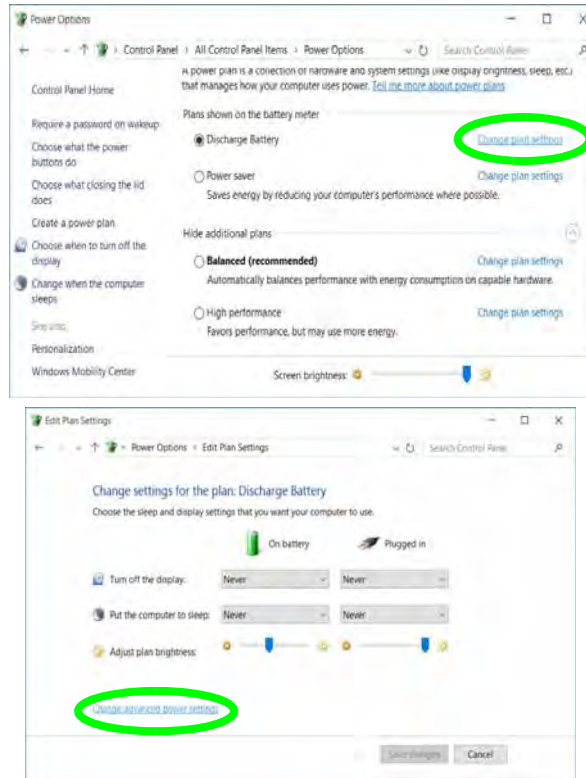 Power Options
Control Panel › All Control Panel Items › Power Options
Search Control Panel
A power plan is a collection of hardware and system settings (like display brightness, sleep, etc.)
Control Panel Home
that manages how your computer uses power. Tell me more about power plans
Plans shown on the battery meter
Require a password on wakeup
Discharge Battery
Change plan settings
Choose what the power
buttons do
Power saver
Change plan settings
Choose what closing the lid
does
Saves energy by reducing your computer's performance where possible.
Create a power plan
Hide additional plans
Choose when to turn off the
display
Balanced (recommended)
Change plan settings
Change when the computer
sleeps
Automatically balances performance with energy consumption on capable hardware.
High performance
Change plan settings
See also
Favors performance, but may use more energy.
Personalization
Windows Mobility Center
Screen brightness:
Edit Plan Settings
Power Options › Edit Plan Settings
Search Control Panel
Change settings for the plan: Discharge Battery
Choose the sleep and display settings that you want your computer to use.
On battery
Plugged in
Turn off the display:
Never
Never
Put the computer to sleep:
Never
Never
Adjust plan brightness:
Change advanced power settings
Save changes
Cancel